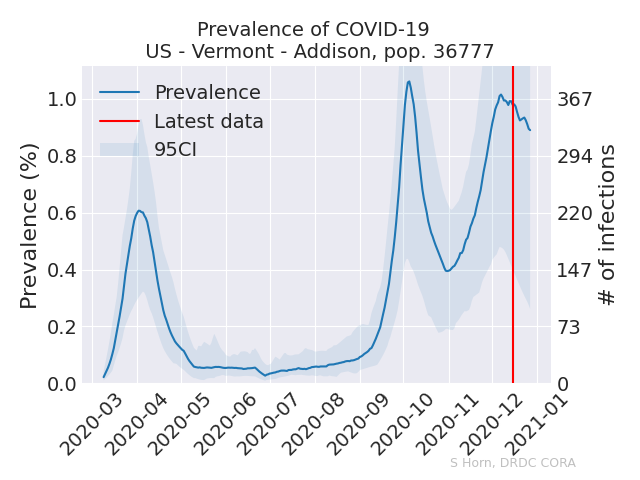 Prevalence of COVID-19
US - Vermont - Addison, pop. 36777
Prevalence
Latest data
95CI
Prevalence (%)
1.0
0.8
0.6
0.4
0.2
0.0
367
294
220
147
73
0
# of infections
2020-03
2020-04
2020-05
2020-06
2020-07
2020-08
2020-09
2020-10
2020-11
2020-12
2021-01
S Horn, DRDC CORA